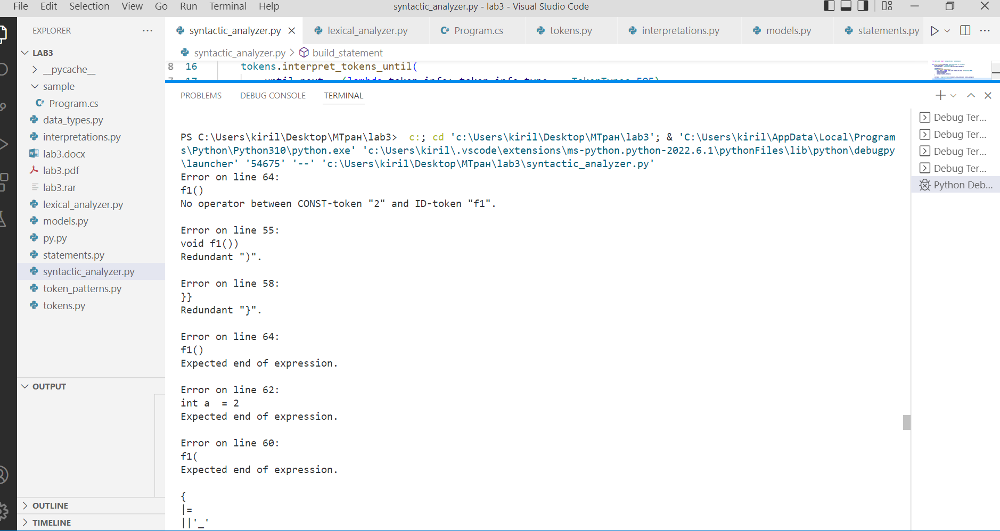 File Edit Selection View Go Run Terminal Help
syntactic_analyzer.py - lab3 - Visual Studio Code
EXPLORER
syntactic_analyzer.py
lexical_analyzer.py
Program.cs
tokens.py
interpretations.py
models.py
statements.py
LAB3
__pycache__
sample
Program.cs
data_types.py
interpretations.py
lab3.docx
lab3.pdf
lab3.rar
lexical_analyzer.py
models.py
py.py
statements.py
syntactic_analyzer.py
token_patterns.py
tokens.py
OUTPUT
OUTLINE
TIMELINE
syntactic_analyzer.py > build_statement
8 16 tokens.interpret_tokens_until(
PROBLEMS DEBUG CONSOLE TERMINAL
PS C:\Users\kiril\Desktop\МТран\lab3> c:; cd 'c:\Users\kiril\Desktop\МТран\lab3'; & 'C:\Users\kiril\AppData\Local\Program
s\Python\Python310\python.exe' 'c:\Users\kiril\.vscode\extensions\ms-python.python-2022.6.1\pythonFiles\lib\python\debugpy
\launcher' '54675' '--' 'c:\Users\kiril\Desktop\МТран\lab3\syntactic_analyzer.py'
Error on line 64:
f1()
No operator between CONST-token "2" and ID-token "f1".
Error on line 55:
void f1())
Redundant ")".
Error on line 58:
}}
Redundant "}".
Error on line 64:
f1()
Expected end of expression.
Error on line 62:
int a  = 2
Expected end of expression.
Error on line 60:
f1(
Expected end of expression.
{
|=
||'_'
Debug Ter...
Debug Ter...
Debug Ter...
Debug Ter...
Python Deb...